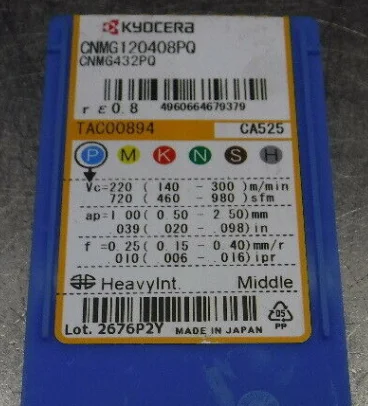 KYOCERA
CNMG120408PQ
CNMG432PQ
rε0.8 4960664679379
TAC00894 CA525
P M K N S H
Vc=220 ( 140 - 300 ) m/min
720 ( 460 - 980 ) sfm
ap=1.00( 0.50 - 2.50)mm
.039( .020 - .098)in
f =0.25( 0.15 - 0.40)mm/r
.010( .006 - .016)ipr
HeavyInt. Middle
Lot. 2676P2Y MADE IN JAPAN
05
PP